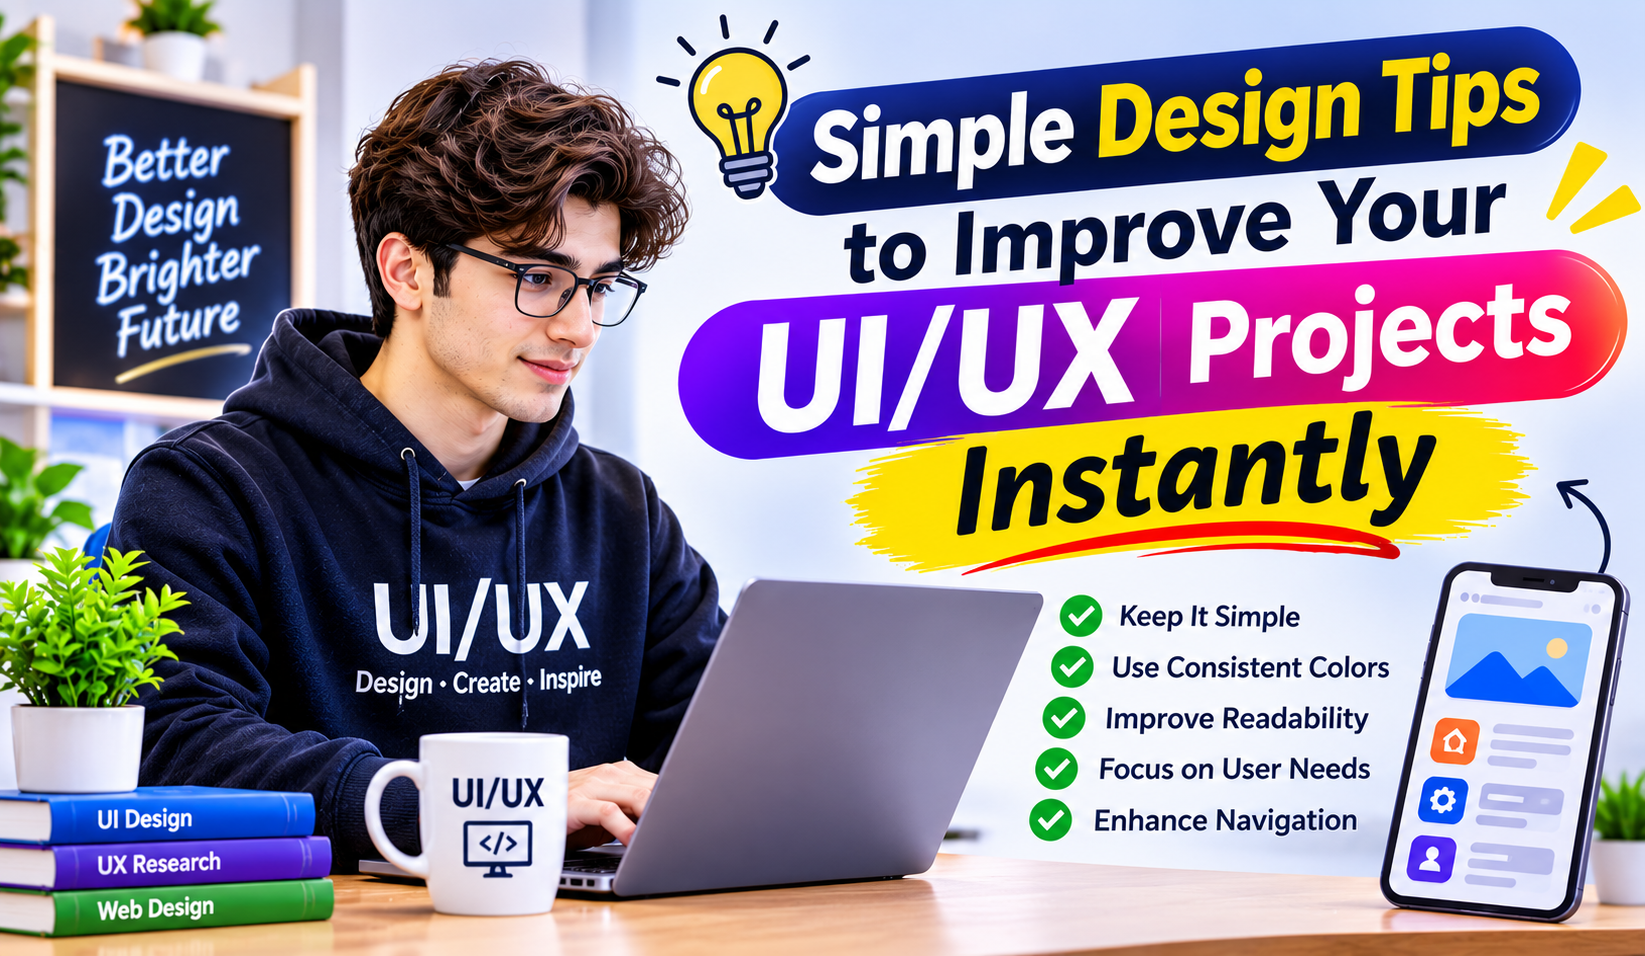 Better
Design
Brighter
Future
Simple Design Tips
to Improve Your
UI/UX Projects
Instantly
Keep It Simple
Use Consistent Colors
Improve Readability
Focus on User Needs
Enhance Navigation
UI/UX
Design • Create • Inspire
UI/UX
</>
UI Design
UX Research
Web Design